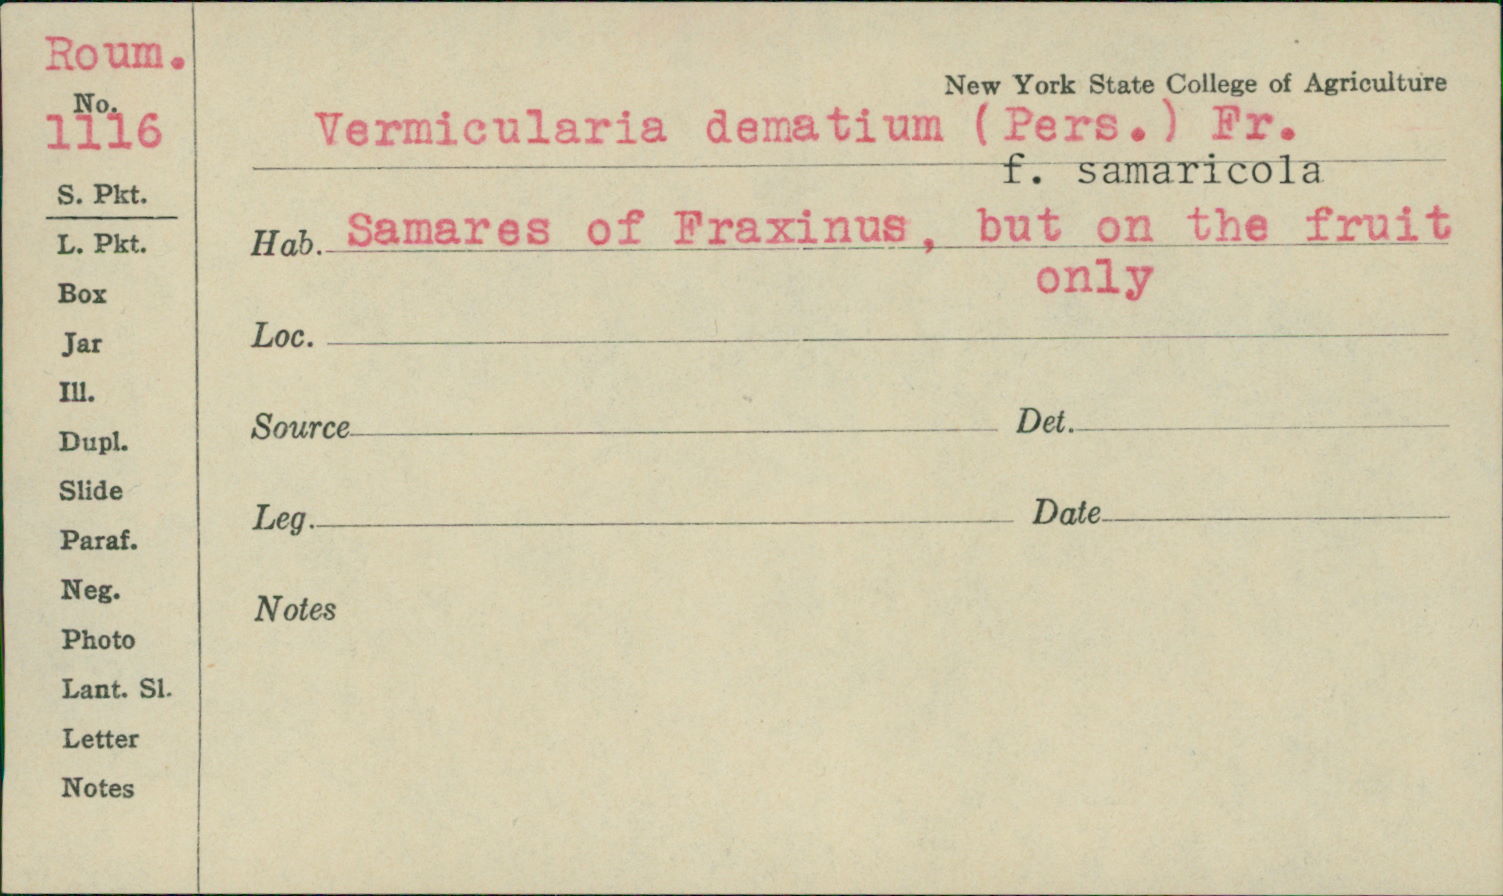 Roum.
No.
1116
S. Pkt.
L. Pkt.
Box
Jar
Ill.
Dupl.
Slide
Paraf.
Neg.
Photo
Lant. Sl.
Letter
Notes
New York State College of Agriculture
Vermicularia dematium (Pers.) Fr.
f. samaricola
Hab. Samares of Fraxinus, but on the fruit
only
Loc.
Source Det.
Leg. Date
Notes